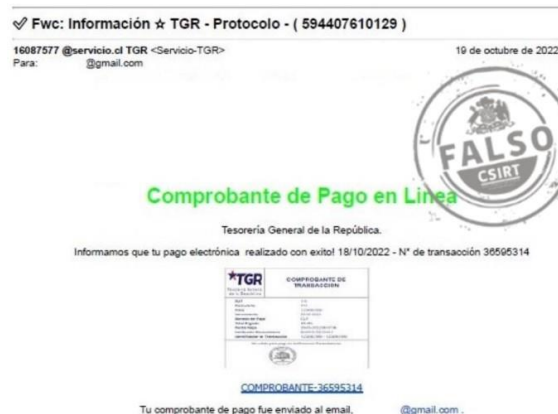 ✅ Fwc: Información ☆ TGR - Protocolo - ( 594407610129 )
16087577 @servicio.cl TGR <Servicio-TGR>
19 de octubre de 2022
Para: @gmail.com
FALSO
CSIRT
Comprobante de Pago en Linea
Tesorería General de la República.
Informamos que tu pago electrónica realizado con exito! 18/10/2022 - N° de transacción 36595314
TGR
COMPROBANTE DE
TRANSACCIÓN
COMPROBANTE-36595314
Tu comprobante de pago fue enviado al email, @gmail.com .